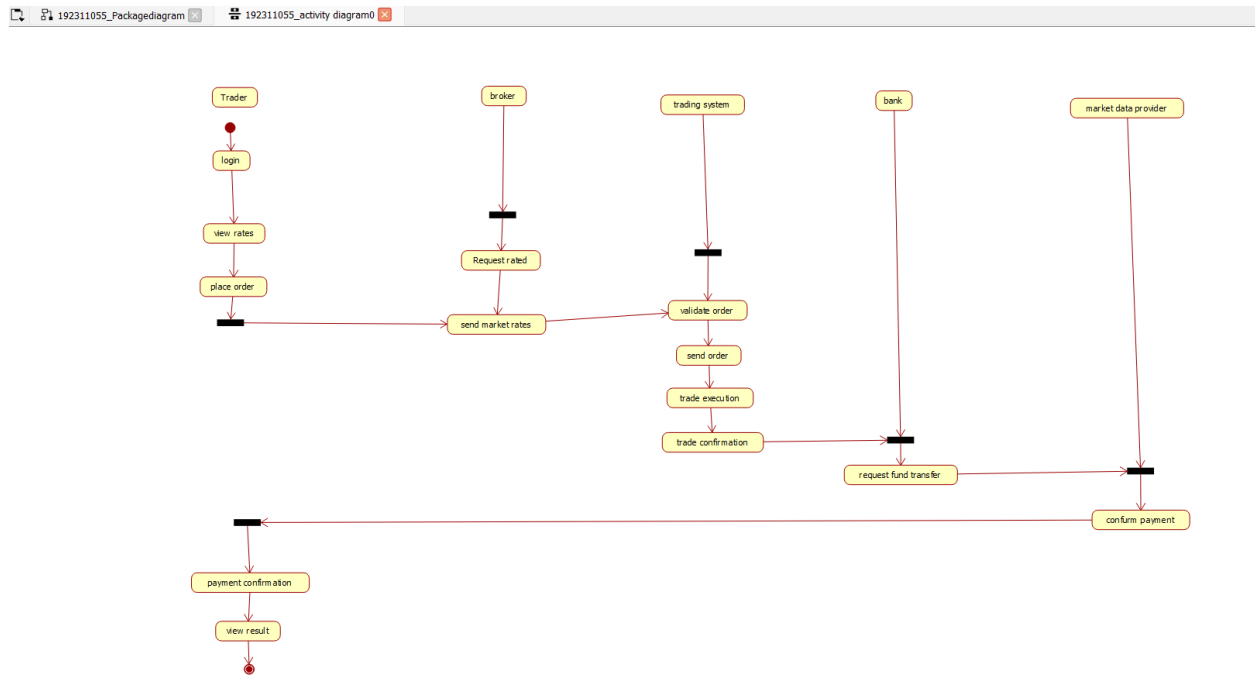 192311055_Packagediagram
192311055_activity diagram0
Trader
broker
trading system
bank
market data provider
login
view rates
Request rated
place order
validate order
send market rates
send order
trade execution
trade confirmation
request fund transfer
confurm payment
payment confirmation
view result